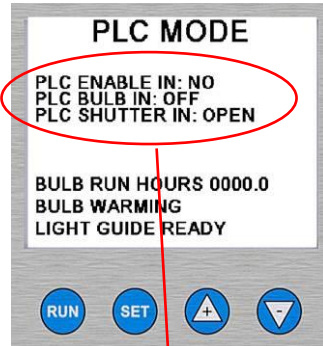 PLC MODE
PLC ENABLE IN: NO
PLC BULB IN: OFF
PLC SHUTTER IN: OPEN
BULB RUN HOURS 0000.0
BULB WARMING
LIGHT GUIDE READY
RUN SET + -